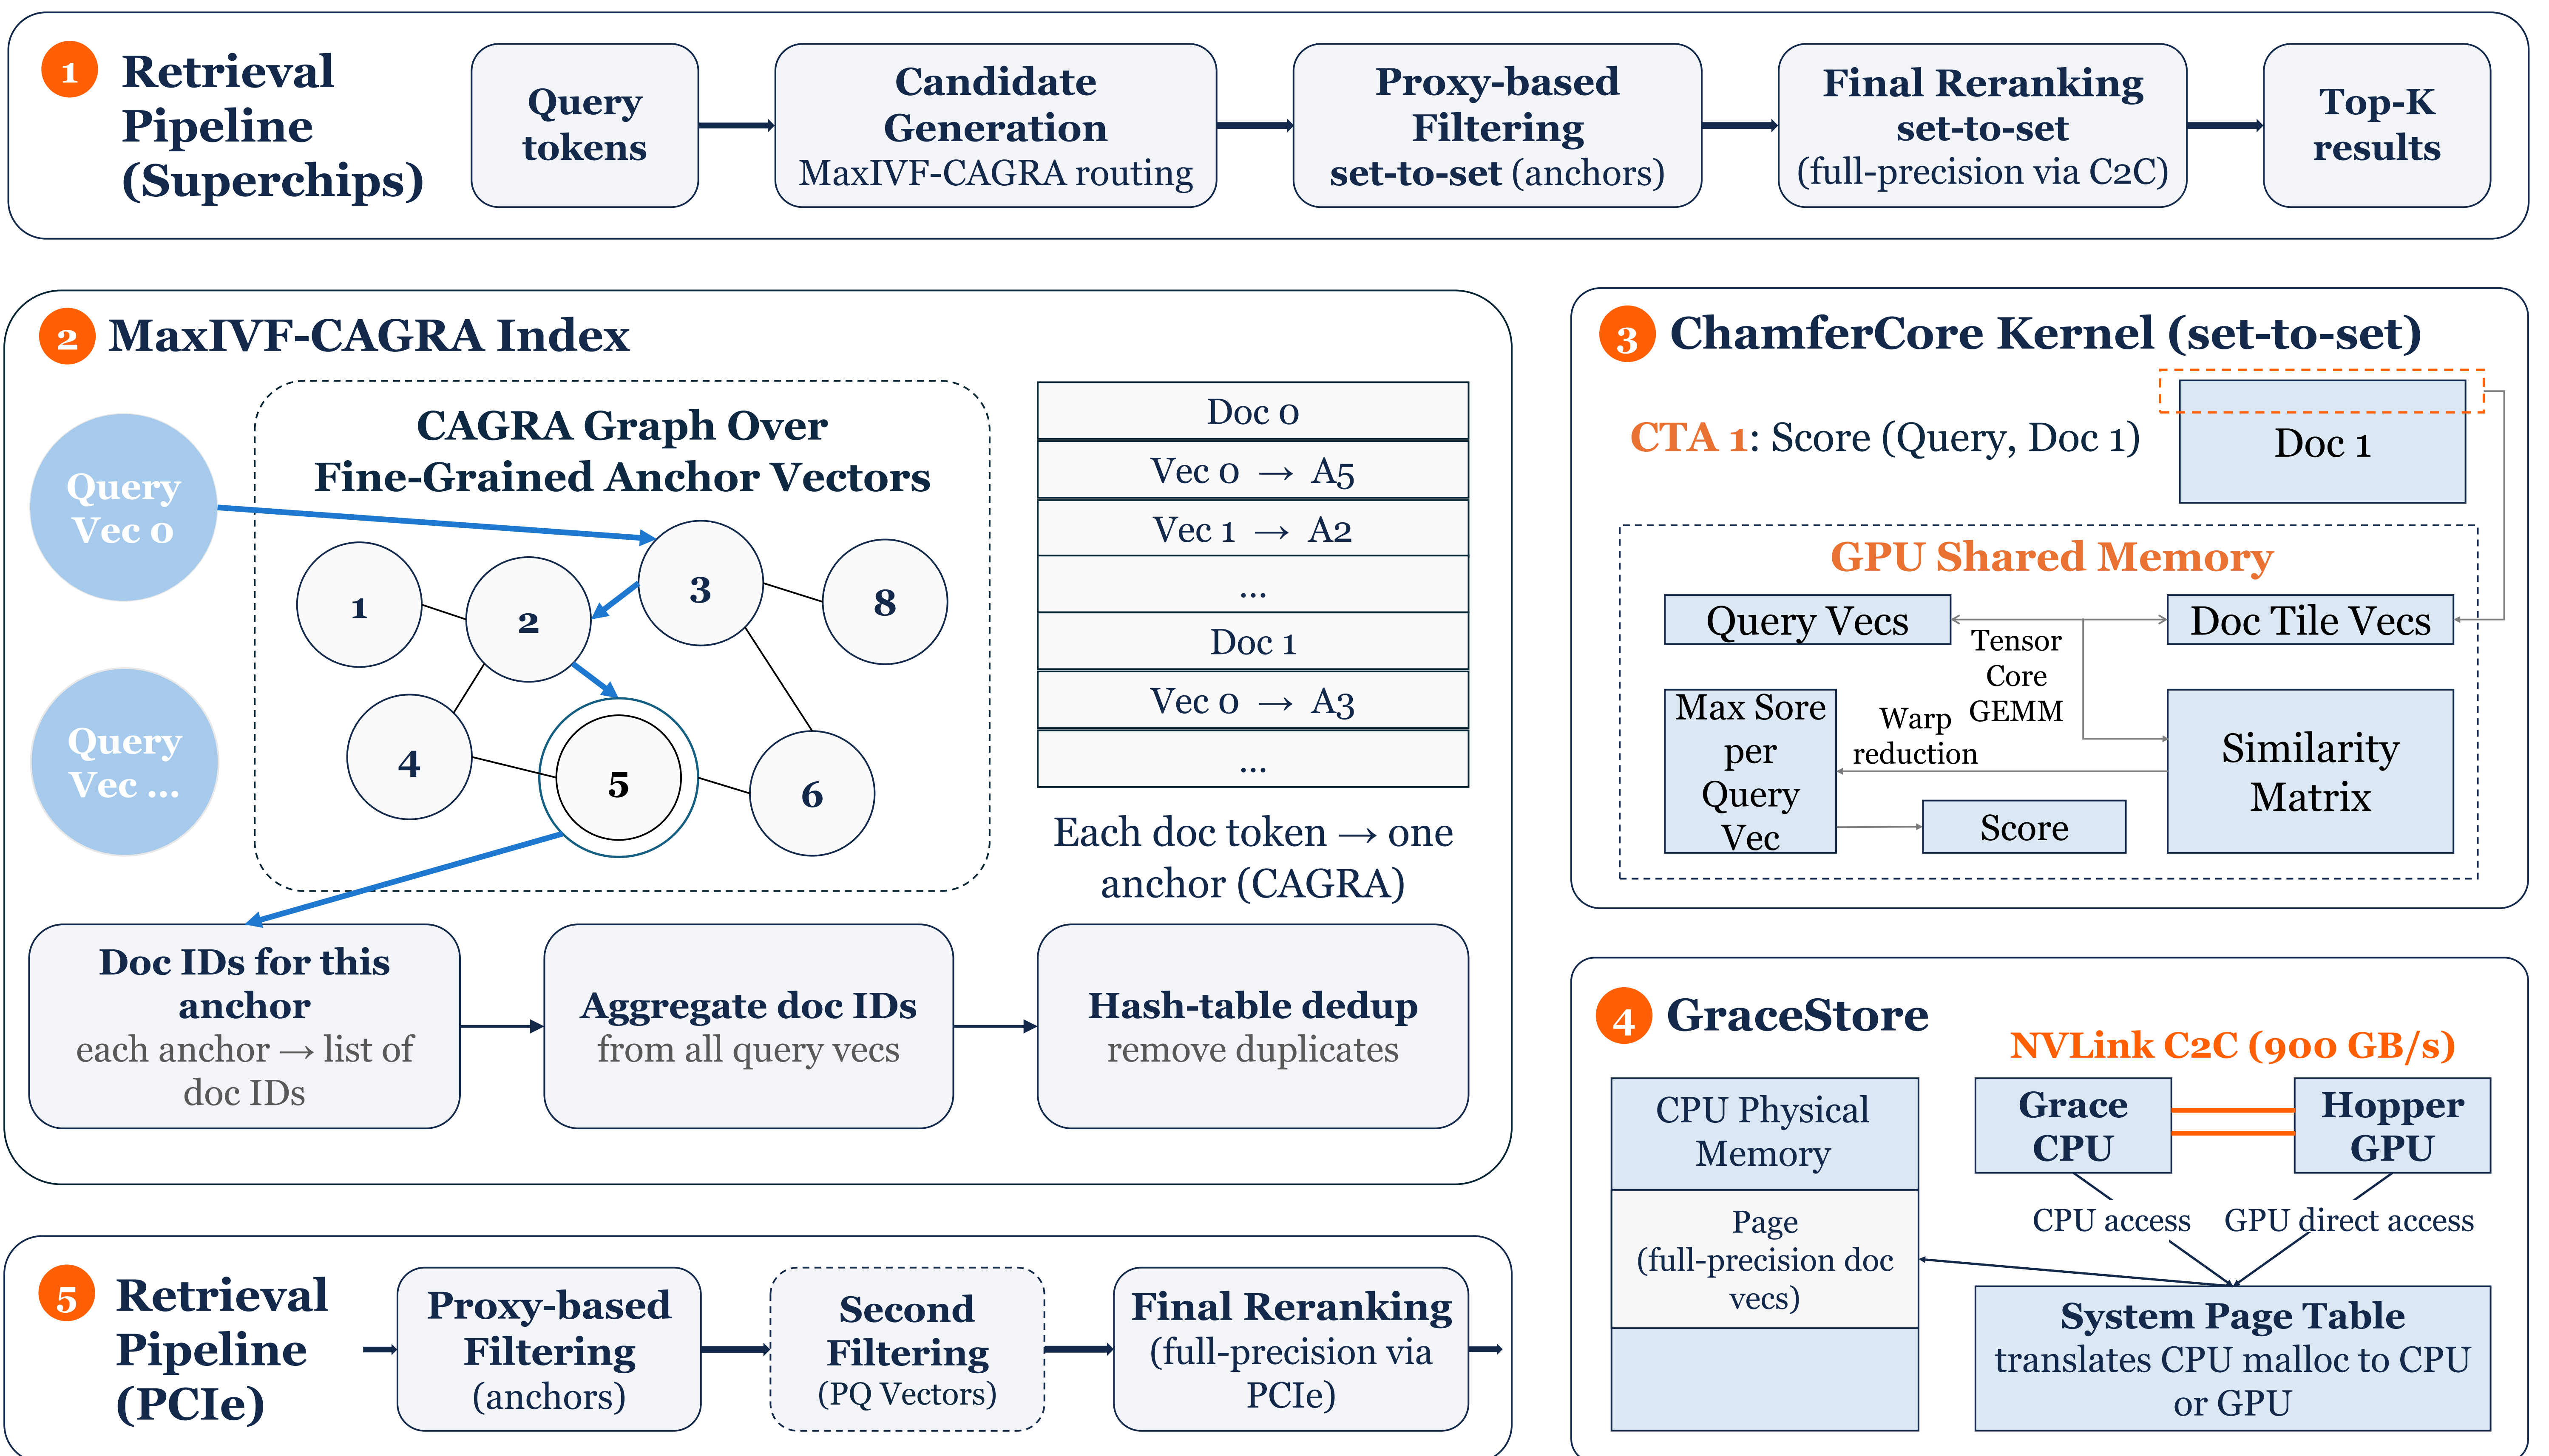 1
Retrieval
Pipeline
(Superchips)
Query
tokens
Candidate
Generation
MaxIVF-CAGRA routing
Proxy-based
Filtering
set-to-set (anchors)
Final Reranking
set-to-set
(full-precision via C2C)
Top-K
results
2
MaxIVF-CAGRA Index
Query
Vec 0
Query
Vec ...
CAGRA Graph Over
Fine-Grained Anchor Vectors
1
2
3
8
4
5
6
Doc 0
Vec 0 → A5
Vec 1 → A2
...
Doc 1
Vec 0 → A3
...
Each doc token → one
anchor (CAGRA)
Doc IDs for this
anchor
each anchor → list of
doc IDs
Aggregate doc IDs
from all query vecs
Hash-table dedup
remove duplicates
3
ChamferCore Kernel (set-to-set)
CTA 1: Score (Query, Doc 1)
Doc 1
GPU Shared Memory
Query Vecs
Doc Tile Vecs
Tensor
Core
GEMM
Max Sore
per
Query
Vec
Warp
reduction
Similarity
Matrix
Score
4
GraceStore
NVLink C2C (900 GB/s)
CPU Physical
Memory
Page
(full-precision doc
vecs)
Grace
CPU
Hopper
GPU
CPU access
GPU direct access
System Page Table
translates CPU malloc to CPU
or GPU
5
Retrieval
Pipeline
(PCIe)
Proxy-based
Filtering
(anchors)
Second
Filtering
(PQ Vectors)
Final Reranking
(full-precision via
PCIe)